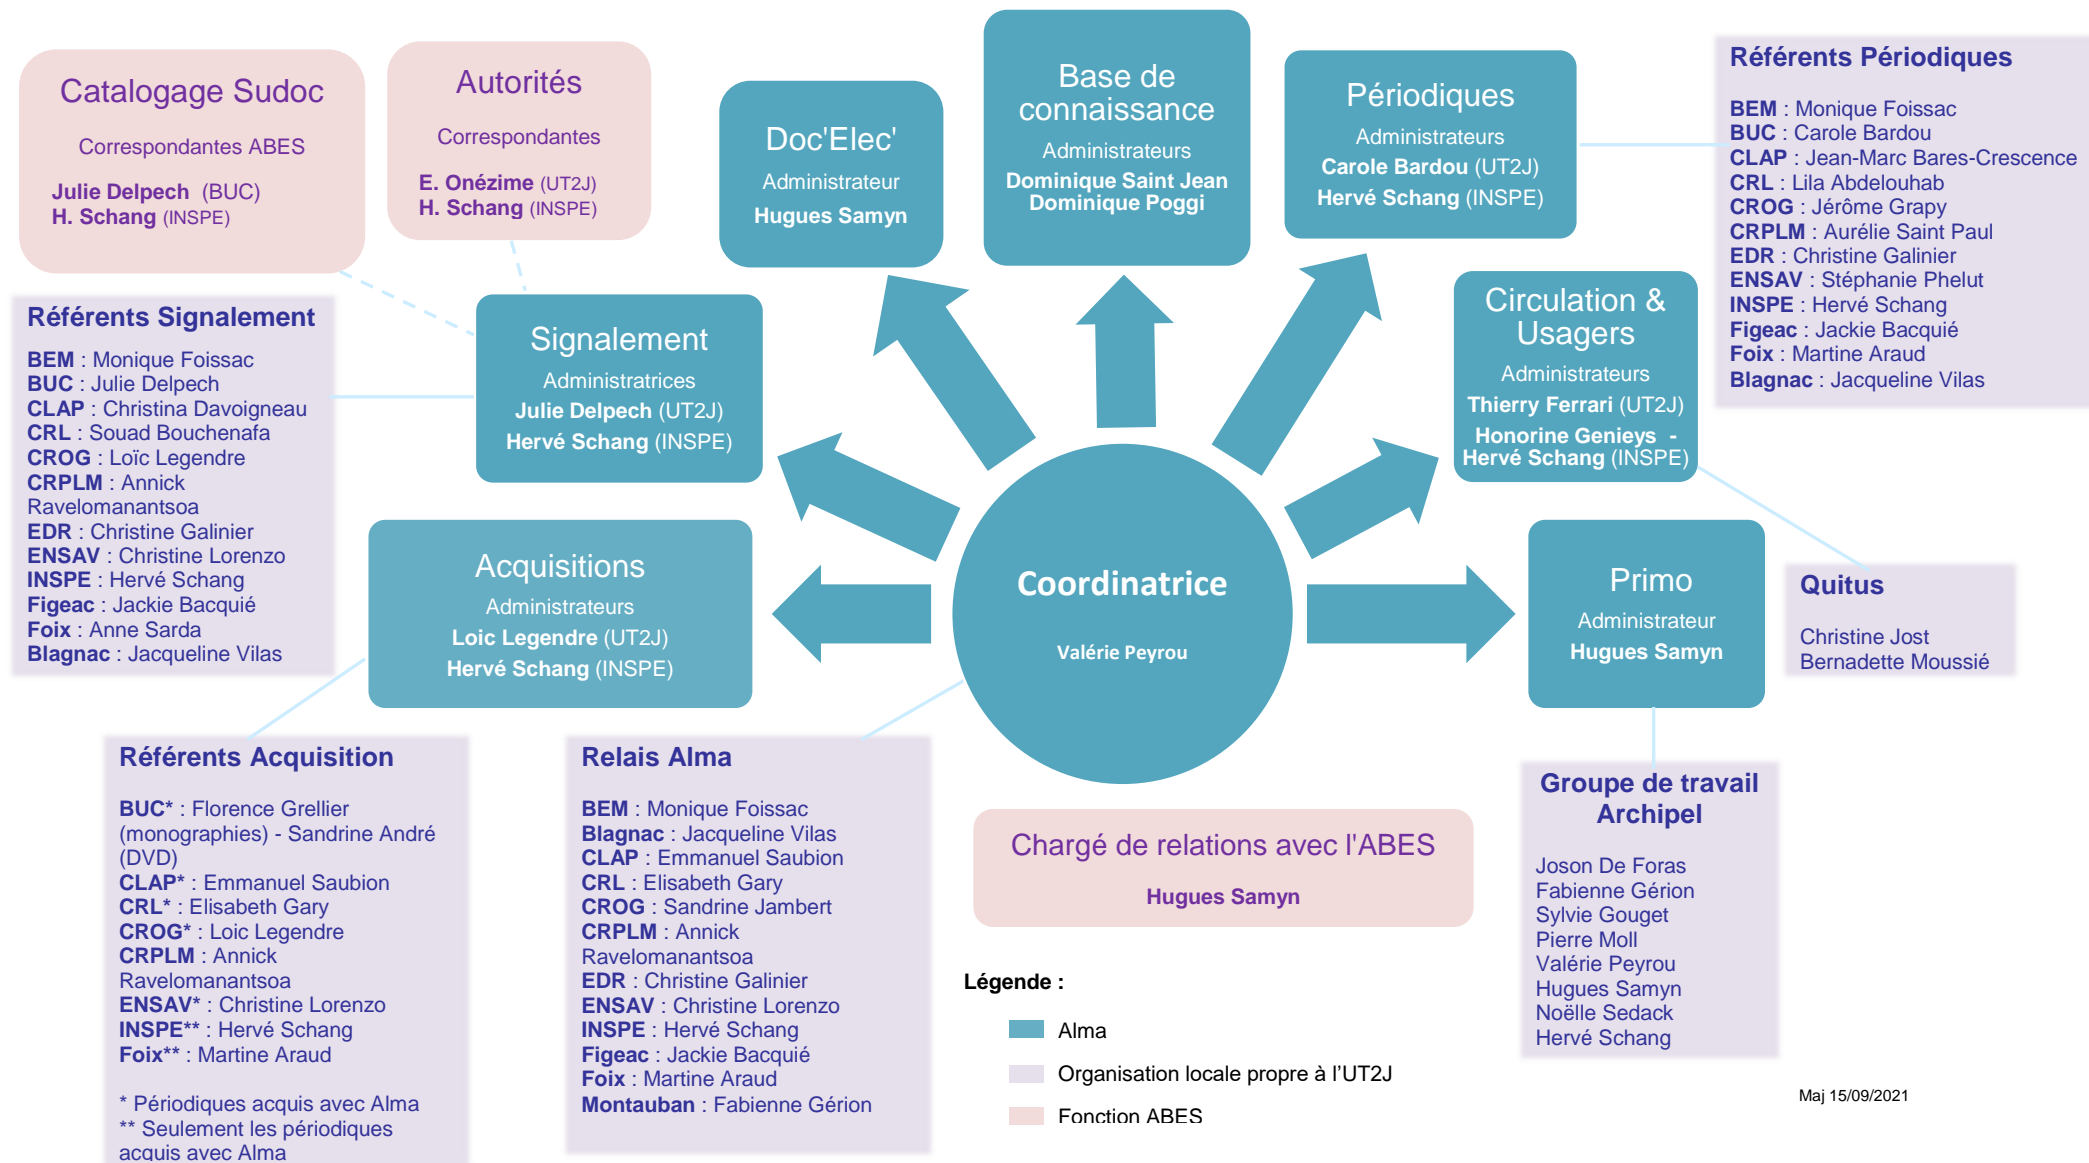 Catalogage Sudoc
Correspondantes ABES
Julie Delpech (BUC)
H. Schang (INSPE)
Autorités
Correspondantes
E. Onézime (UT2J)
H. Schang (INSPE)
Doc'Elec'
Administrateur
Hugues Samyn
Base de
connaissance
Administrateurs
Dominique Saint Jean
Dominique Poggi
Périodiques
Administrateurs
Carole Bardou (UT2J)
Hervé Schang (INSPE)
Référents Périodiques
BEM : Monique Foissac
BUC : Carole Bardou
CLAP : Jean-Marc Bares-Crescence
CRL : Lila Abdelouhab
CROG : Jérôme Grapy
CRPLM : Aurélie Saint Paul
EDR : Christine Galinier
ENSAV : Stéphanie Phelut
INSPE : Hervé Schang
Figeac : Jackie Bacquié
Foix : Martine Araud
Blagnac : Jacqueline Vilas
Référents Signalement
BEM : Monique Foissac
BUC : Julie Delpech
CLAP : Christina Davoigneau
CRL : Souad Bouchenafa
CROG : Loïc Legendre
CRPLM : Annick
Ravelomanantsoa
EDR : Christine Galinier
ENSAV : Christine Lorenzo
INSPE : Hervé Schang
Figeac : Jackie Bacquié
Foix : Anne Sarda
Blagnac : Jacqueline Vilas
Signalement
Administratrices
Julie Delpech (UT2J)
Hervé Schang (INSPE)
Circulation &
Usagers
Administrateurs
Thierry Ferrari (UT2J)
Honorine Genieys -
Hervé Schang (INSPE)
Acquisitions
Administrateurs
Loic Legendre (UT2J)
Hervé Schang (INSPE)
Coordinatrice
Valérie Peyrou
Primo
Administrateur
Hugues Samyn
Quitus
Christine Jost
Bernadette Moussié
Référents Acquisition
BUC* : Florence Grellier
(monographies) - Sandrine André
(DVD)
CLAP* : Emmanuel Saubion
CRL* : Elisabeth Gary
CROG* : Loic Legendre
CRPLM : Annick
Ravelomanantsoa
ENSAV* : Christine Lorenzo
INSPE** : Hervé Schang
Foix** : Martine Araud
* Périodiques acquis avec Alma
** Seulement les périodiques
acquis avec Alma
Relais Alma
BEM : Monique Foissac
Blagnac : Jacqueline Vilas
CLAP : Emmanuel Saubion
CRL : Elisabeth Gary
CROG : Sandrine Jambert
CRPLM : Annick
Ravelomanantsoa
EDR : Christine Galinier
ENSAV : Christine Lorenzo
INSPE : Hervé Schang
Figeac : Jackie Bacquié
Foix : Martine Araud
Montauban : Fabienne Gérion
Chargé de relations avec l'ABES
Hugues Samyn
Légende :
Alma
Organisation locale propre à l'UT2J
Fonction ABES
Groupe de travail
Archipel
Joson De Foras
Fabienne Gérion
Sylvie Gouget
Pierre Moll
Valérie Peyrou
Hugues Samyn
Noëlle Sedack
Hervé Schang
Maj 15/09/2021